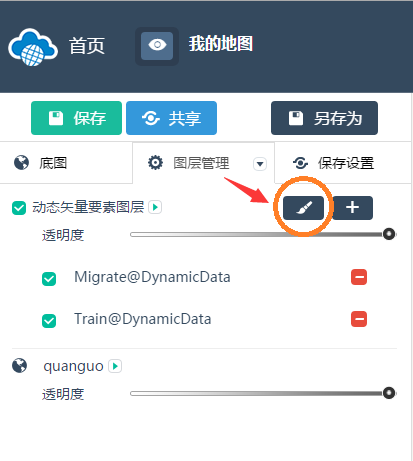 首页 我的地图
保存 共享 另存为
底图 图层管理 保存设置
动态矢量要素图层
透明度
Migrate@DynamicData
Train@DynamicData
quanguo
透明度